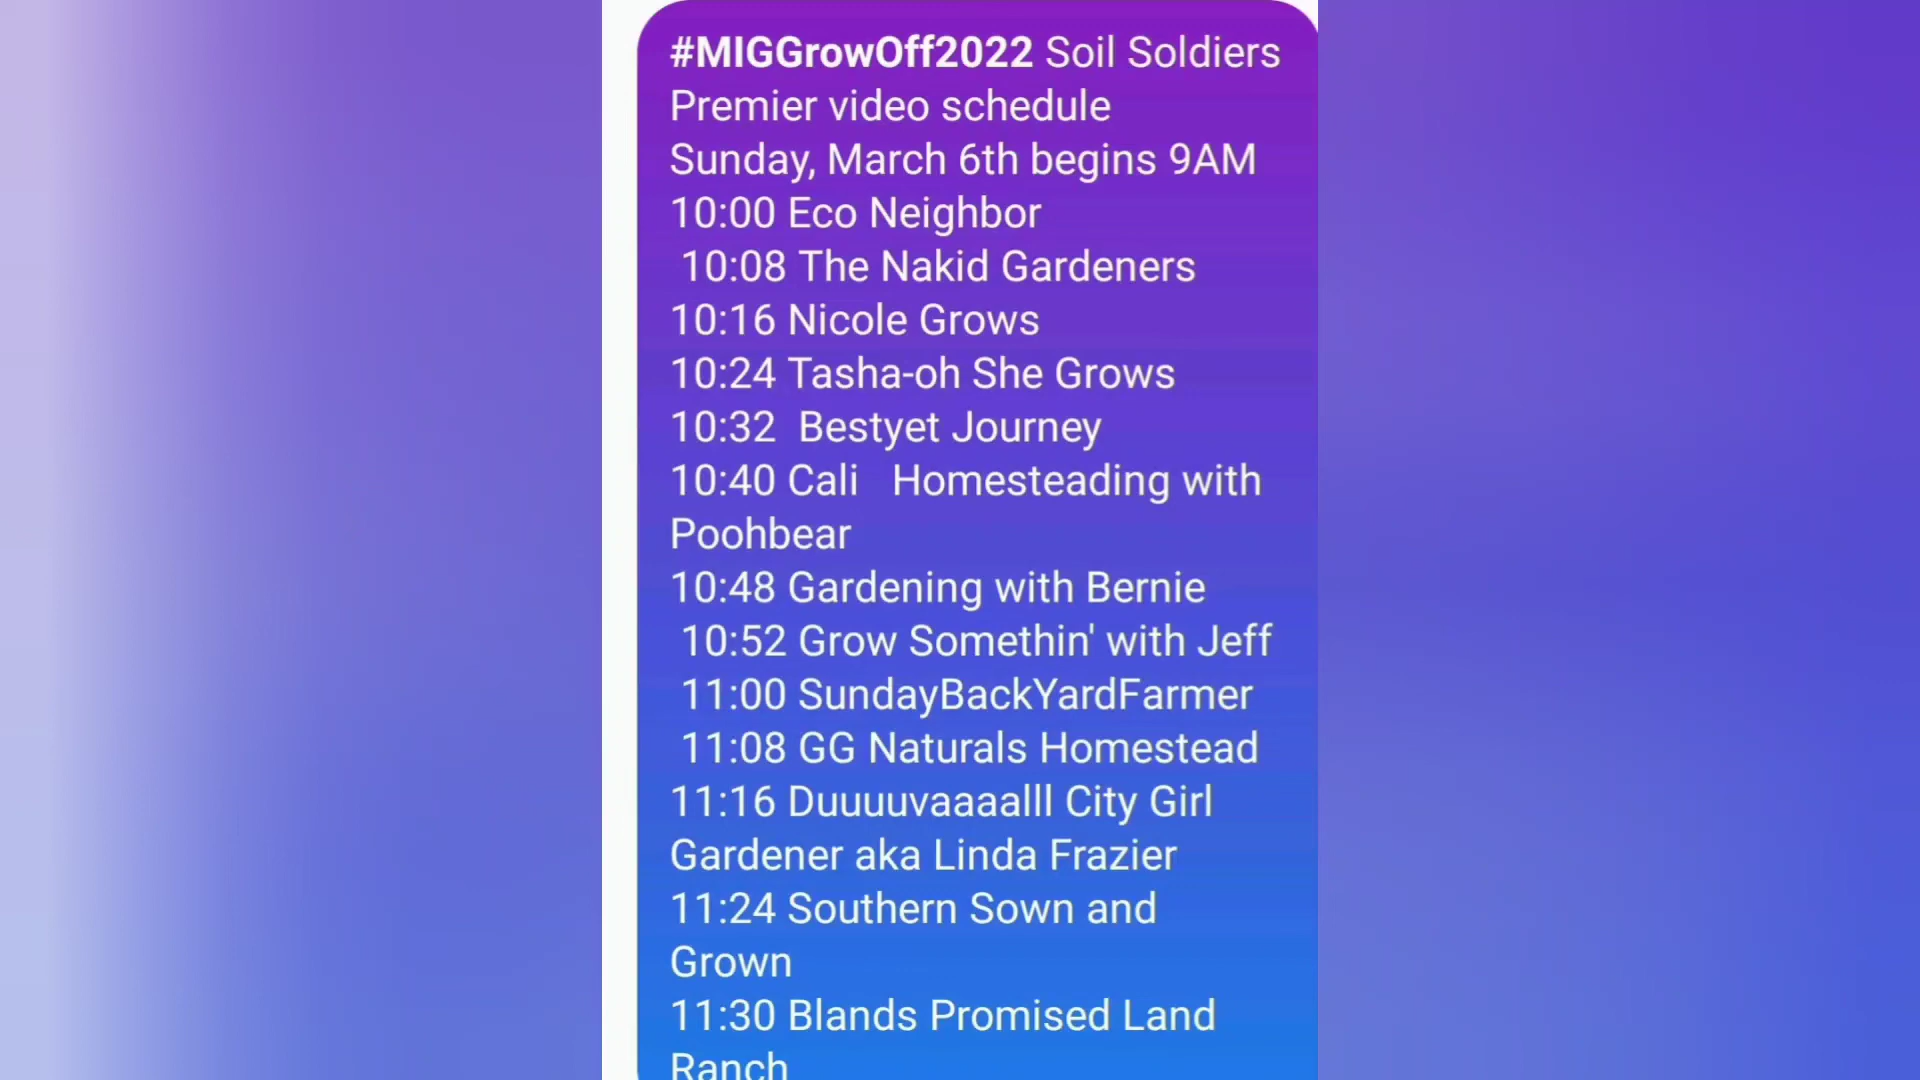 #MIGGrowOff2022 Soil Soldiers
Premier video schedule
Sunday, March 6th begins 9AM
10:00 Eco Neighbor
10:08 The Nakid Gardeners
10:16 Nicole Grows
10:24 Tasha-oh She Grows
10:32 Bestyet Journey
10:40 Cali Homesteading with
Poohbear
10:48 Gardening with Bernie
10:52 Grow Somethin' with Jeff
11:00 SundayBackYardFarmer
11:08 GG Naturals Homestead
11:16 Duuuuvaaaalll City Girl
Gardener aka Linda Frazier
11:24 Southern Sown and
Grown
11:30 Blands Promised Land
Ranch